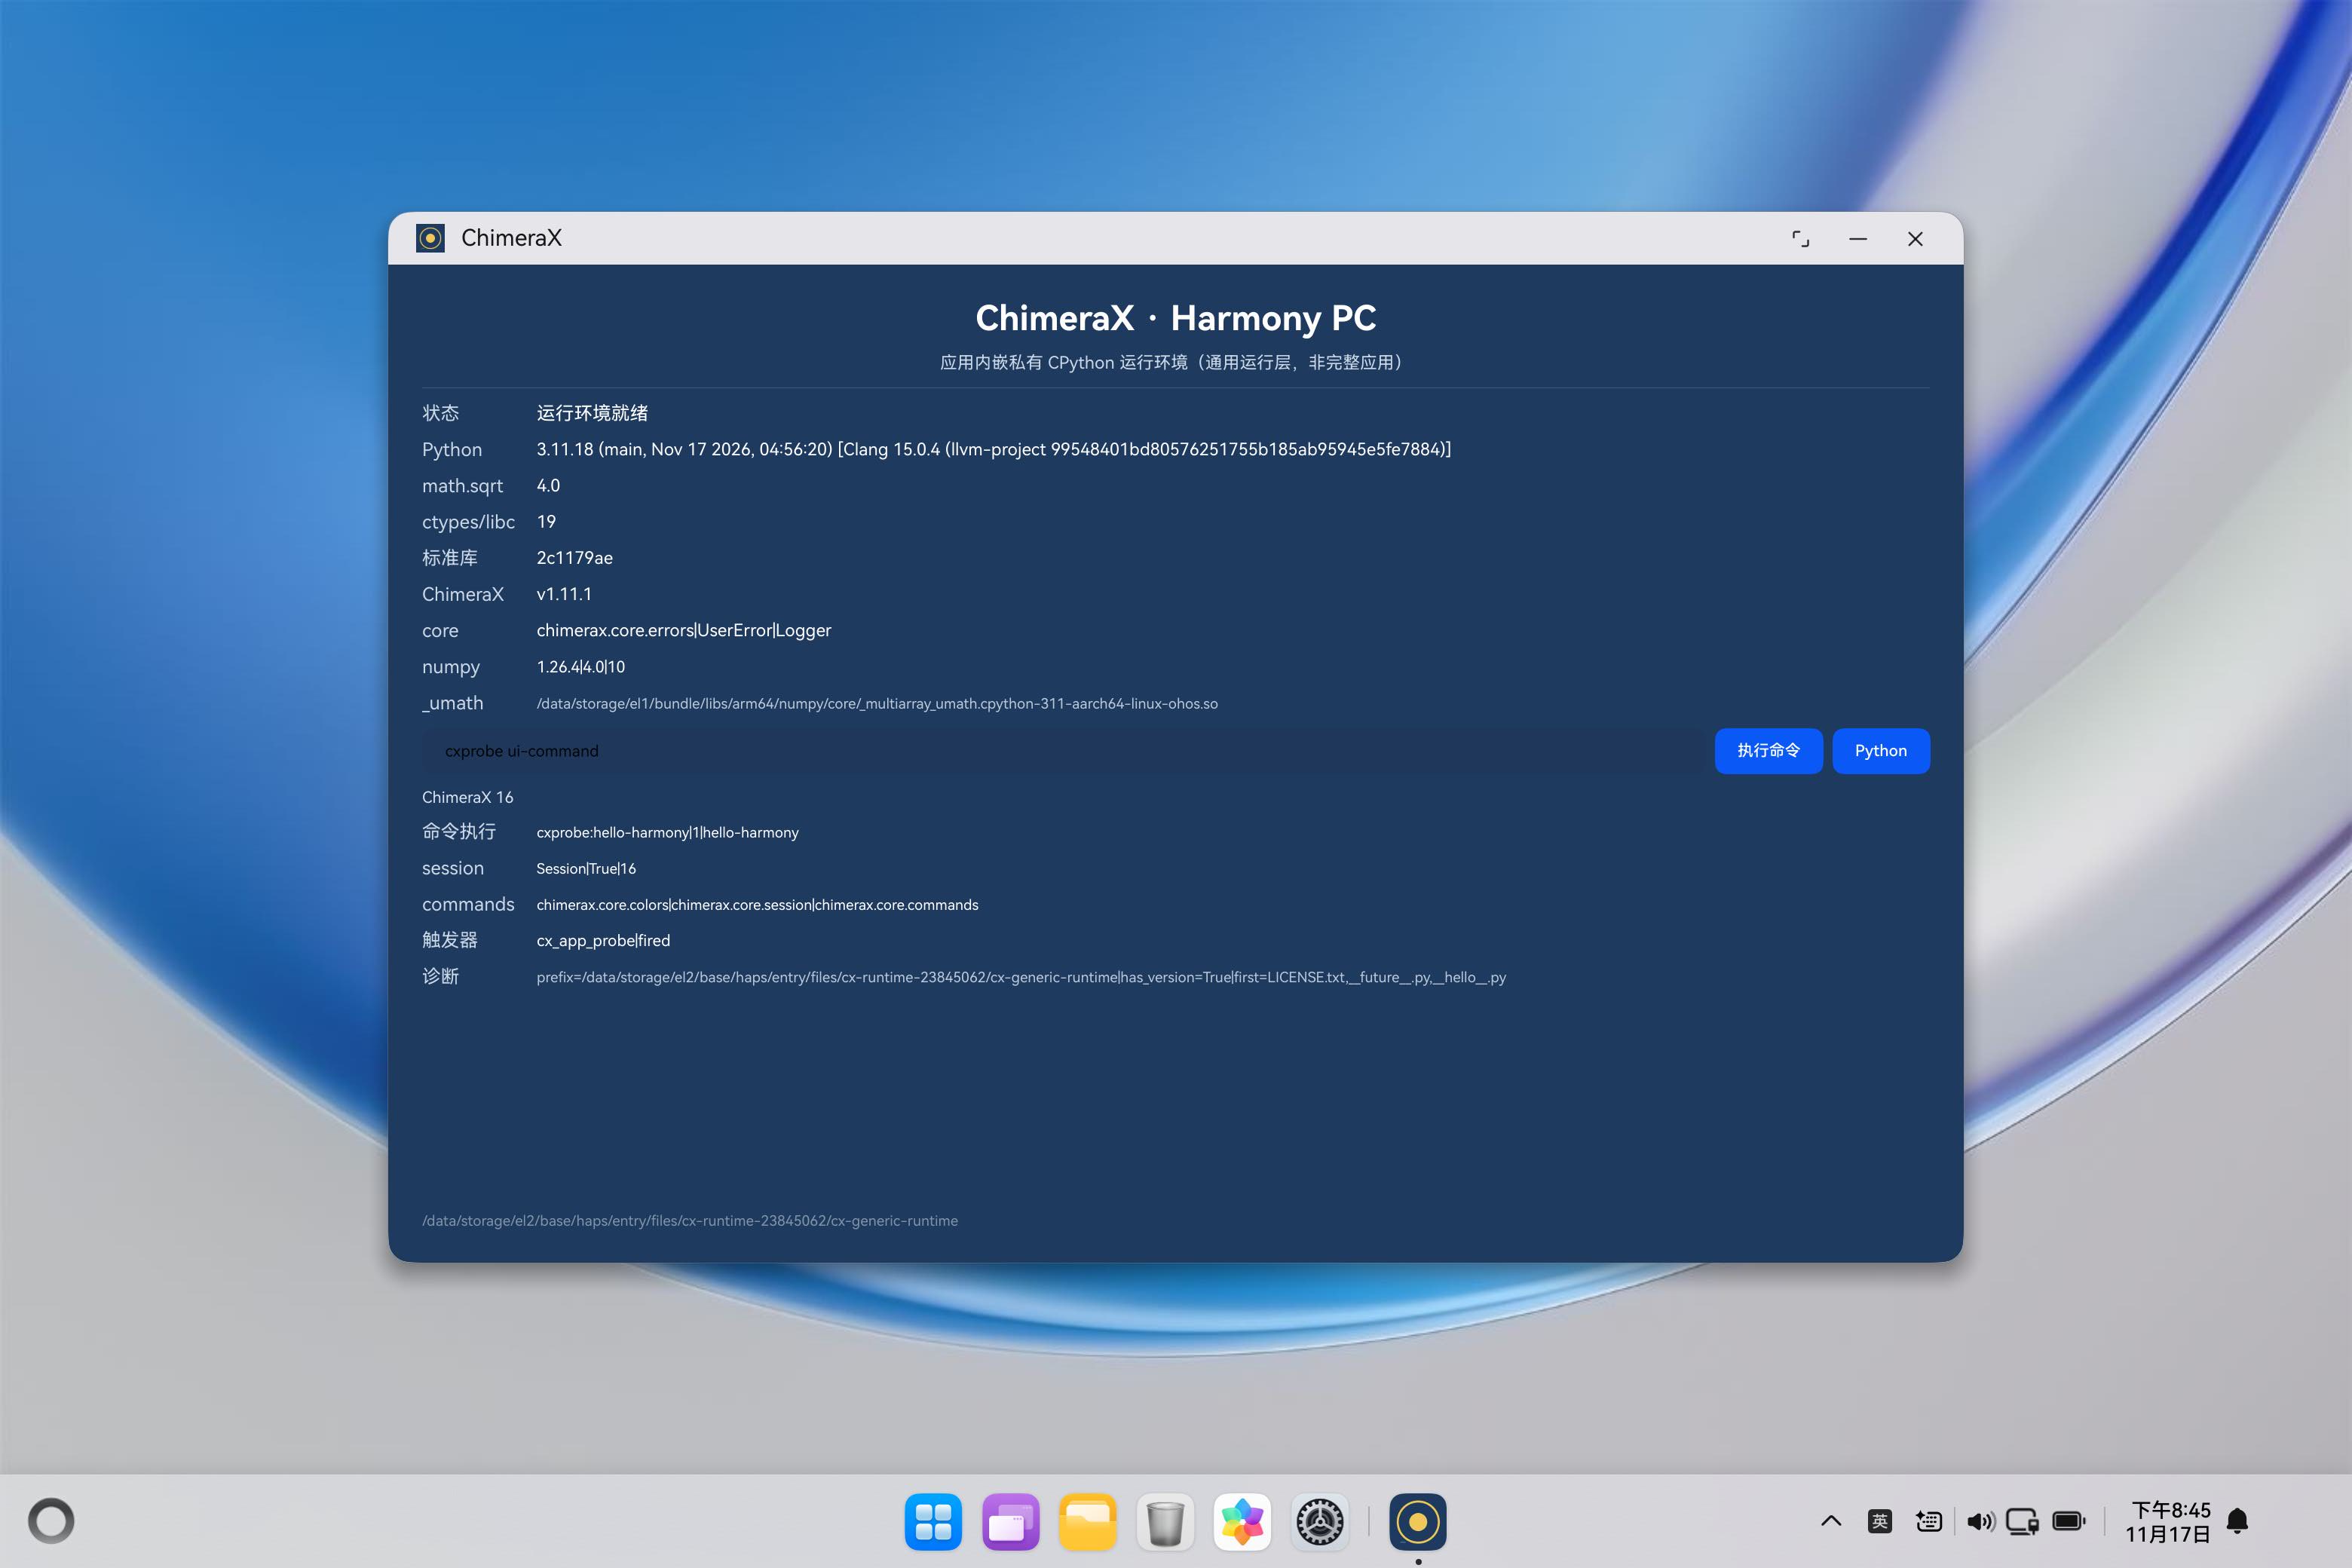 ChimeraX
ChimeraX · Harmony PC
应用内嵌私有 CPython 运行环境（通用运行层，非完整应用）
状态 运行环境就绪
Python 3.11.18 (main, Nov 17 2026, 04:56:20) [Clang 15.0.4 (llvm-project 99548401bd80576251755b185ab95945e5fe7884)]
math.sqrt 4.0
ctypes/libc 19
标准库 2c1179ae
ChimeraX v1.11.1
core chimerax.core.errors|UserError|Logger
numpy 1.26.4|4.0|10
_umath /data/storage/el1/bundle/libs/arm64/numpy/core/_multiarray_umath.cpython-311-aarch64-linux-ohos.so
cxprobe ui-command 执行命令 Python
ChimeraX 16
命令执行 cxprobe:hello-harmony|1|hello-harmony
session Session|True|16
commands chimerax.core.colors|chimerax.core.session|chimerax.core.commands
触发器 cx_app_probe|fired
诊断 prefix=/data/storage/el2/base/haps/entry/files/cx-runtime-23845062/cx-generic-runtime|has_version=True|first=LICENSE.txt,__future__.py,__hello__.py
/data/storage/el2/base/haps/entry/files/cx-runtime-23845062/cx-generic-runtime
英
下午8:45
11月17日